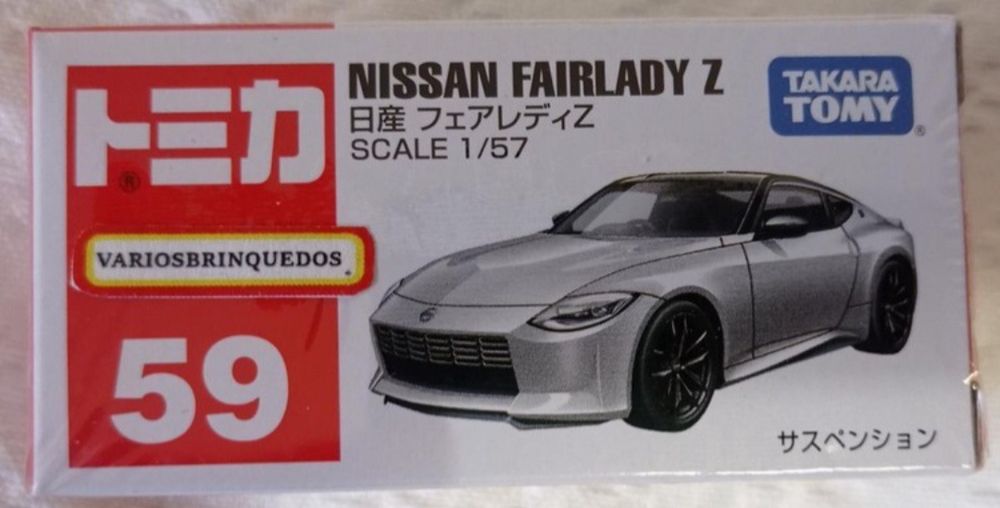 トミカ®
NISSAN FAIRLADY Z
日産 フェアレディZ
SCALE 1/57
TAKARA
TOMY®
VARIOSBRINQUEDOS
59
サスペンション